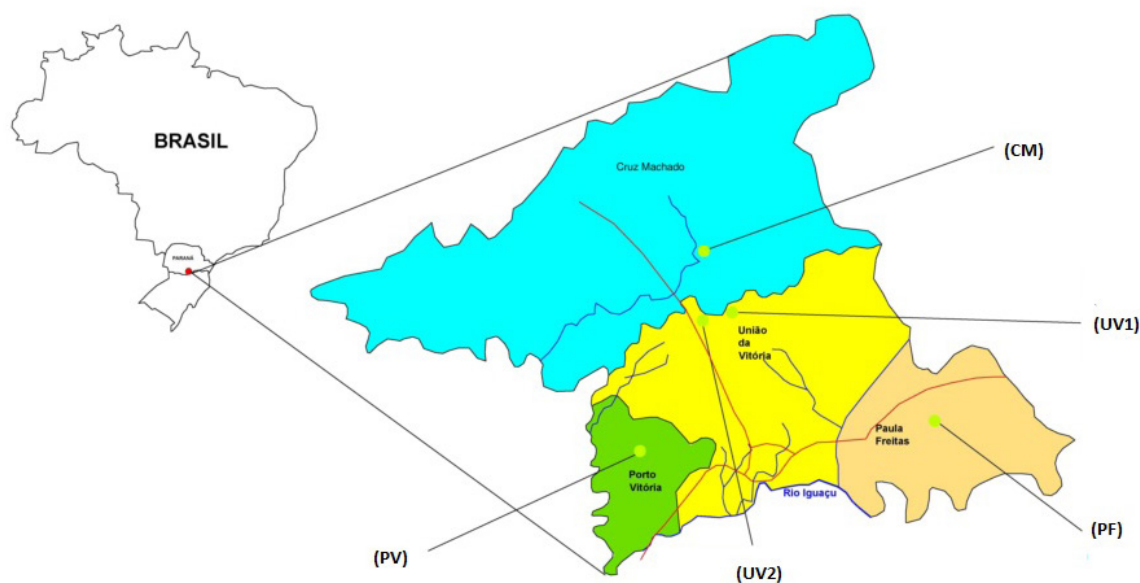 BRASIL
PARANÁ
Cruz Machado
(CM)
União
da
Vitória
(UV1)
Paula
Freitas
Porto
Vitória
Rio Iguaçu
(PV)
(UV2)
(PF)